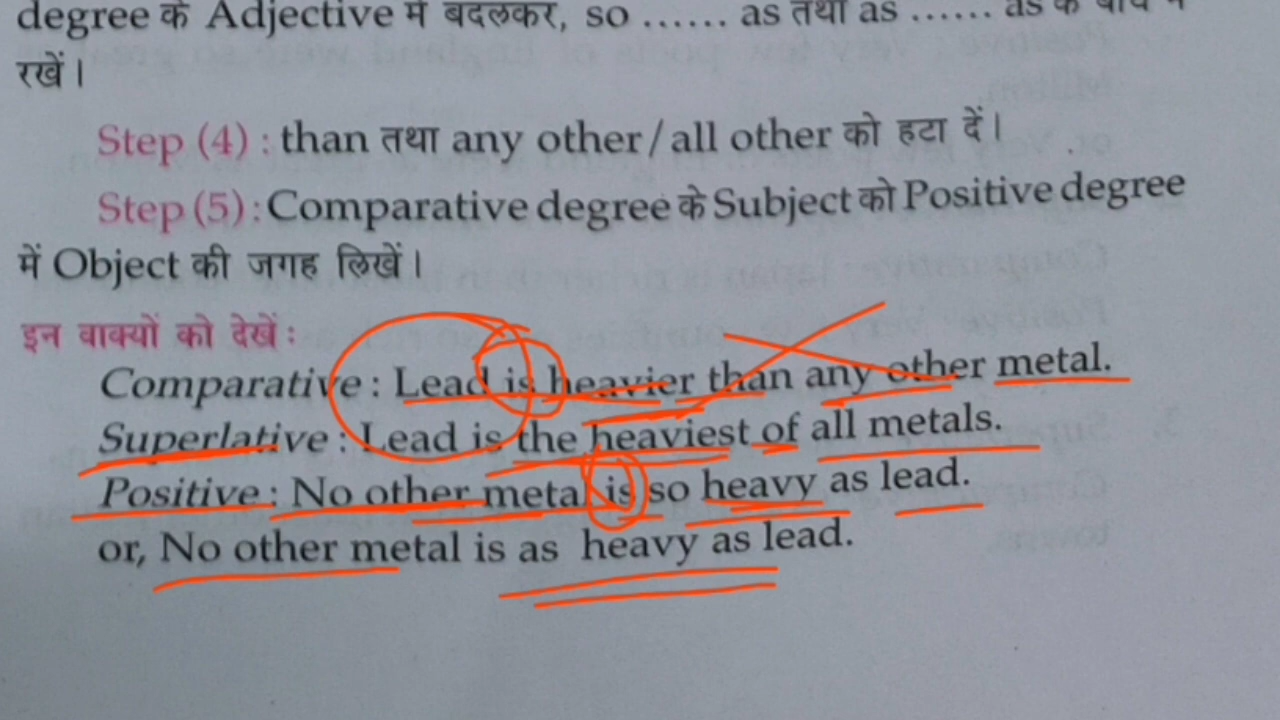 degree के Adjective में बदलकर, so ...... as तथा as ...... as के बीच में
रखें।
Step (4) : than तथा any other / all other को हटा दें।
Step (5) : Comparative degree के Subject को Positive degree
में Object की जगह लिखें।
इन वाक्यों को देखें :
Comparative : Lead is heavier than any other metal.
Superlative : Lead is the heaviest of all metals.
Positive : No other metal is so heavy as lead.
or, No other metal is as heavy as lead.